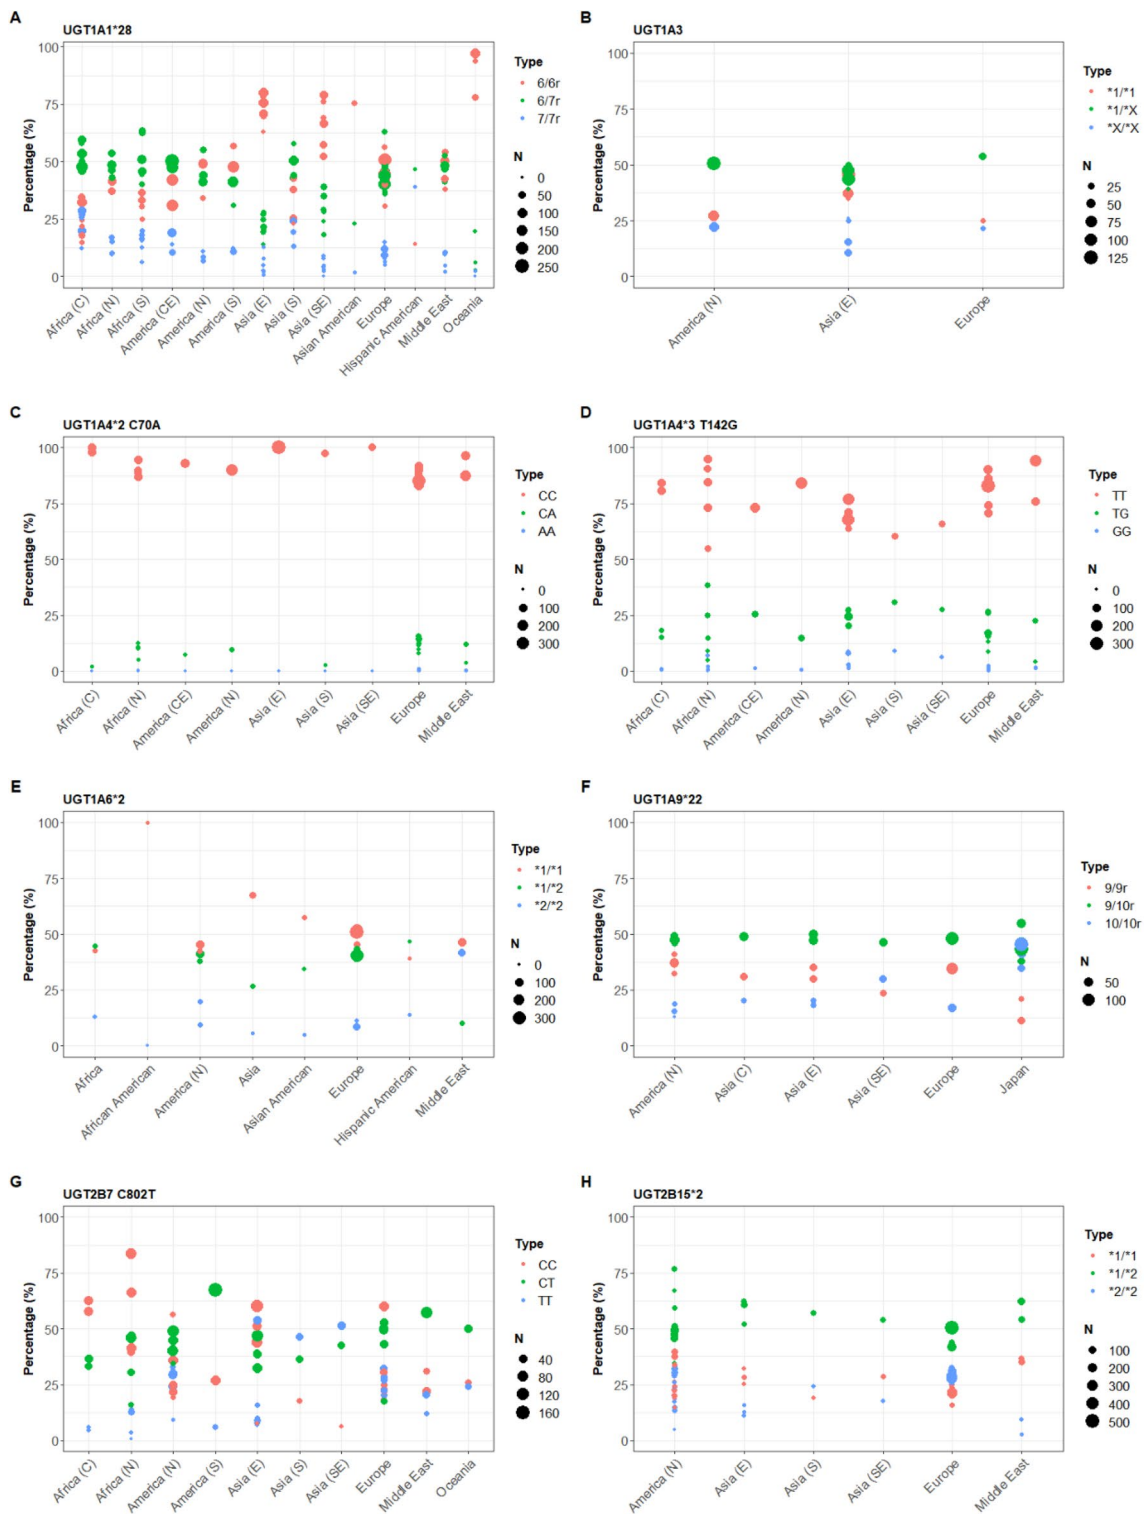 A
UGT1A1*28
Percentage (%)
100
75
50
25
0
Africa (C)
Africa (N)
Africa (S)
America (CE)
America (N)
America (S)
Asia (E)
Asia (S)
Asia (SE)
Asian American
Europe
Hispanic American
Middle East
Oceania
Type
6/6r
6/7r
7/7r
N
0
50
100
150
200
250
B
UGT1A3
Percentage (%)
100
75
50
25
0
America (N)
Asia (E)
Europe
Type
*1/*1
*1/*X
*X/*X
N
25
50
75
100
125
C
UGT1A4*2 C70A
Percentage (%)
100
75
50
25
0
Africa (C)
Africa (N)
America (CE)
America (N)
Asia (E)
Asia (S)
Asia (SE)
Europe
Middle East
Type
CC
CA
AA
N
0
100
200
300
D
UGT1A4*3 T142G
Percentage (%)
100
75
50
25
0
Africa (C)
Africa (N)
America (CE)
America (N)
Asia (E)
Asia (S)
Asia (SE)
Europe
Middle East
Type
TT
TG
GG
N
0
100
200
300
E
UGT1A6*2
Percentage (%)
100
75
50
25
0
Africa
African American
America (N)
Asia
Asian American
Europe
Hispanic American
Middle East
Type
*1/*1
*1/*2
*2/*2
N
0
100
200
300
F
UGT1A9*22
Percentage (%)
100
75
50
25
0
America (N)
Asia (C)
Asia (E)
Asia (SE)
Europe
Japan
Type
9/9r
9/10r
10/10r
N
50
100
G
UGT2B7 C802T
Percentage (%)
100
75
50
25
0
Africa (C)
Africa (N)
America (N)
America (S)
Asia (E)
Asia (S)
Asia (SE)
Europe
Middle East
Oceania
Type
CC
CT
TT
N
40
80
120
160
H
UGT2B15*2
Percentage (%)
100
75
50
25
0
America (N)
Asia (E)
Asia (S)
Asia (SE)
Europe
Middle East
Type
*1/*1
*1/*2
*2/*2
N
100
200
300
400
500